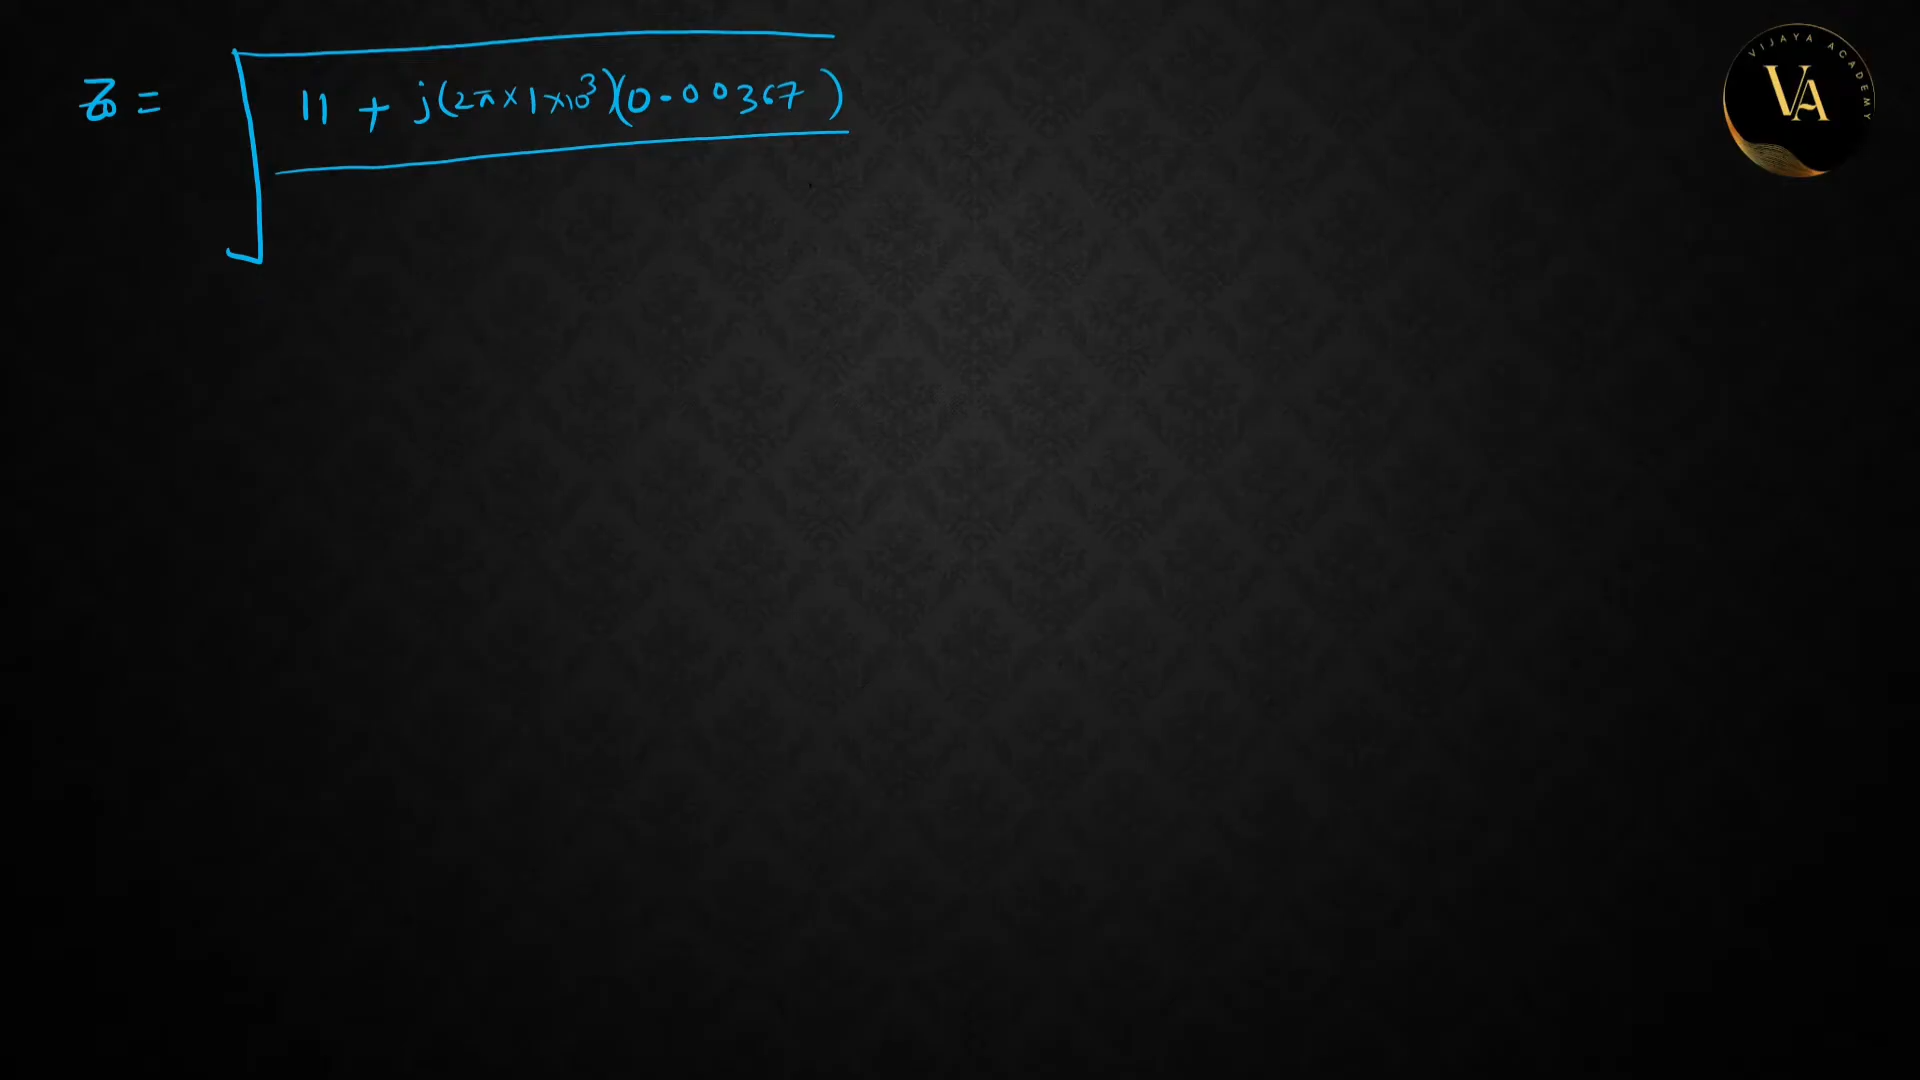 Z₀ = √ 11 + j(2π×1×10³)(0.00367)
VIJAYA ACADEMY
VA